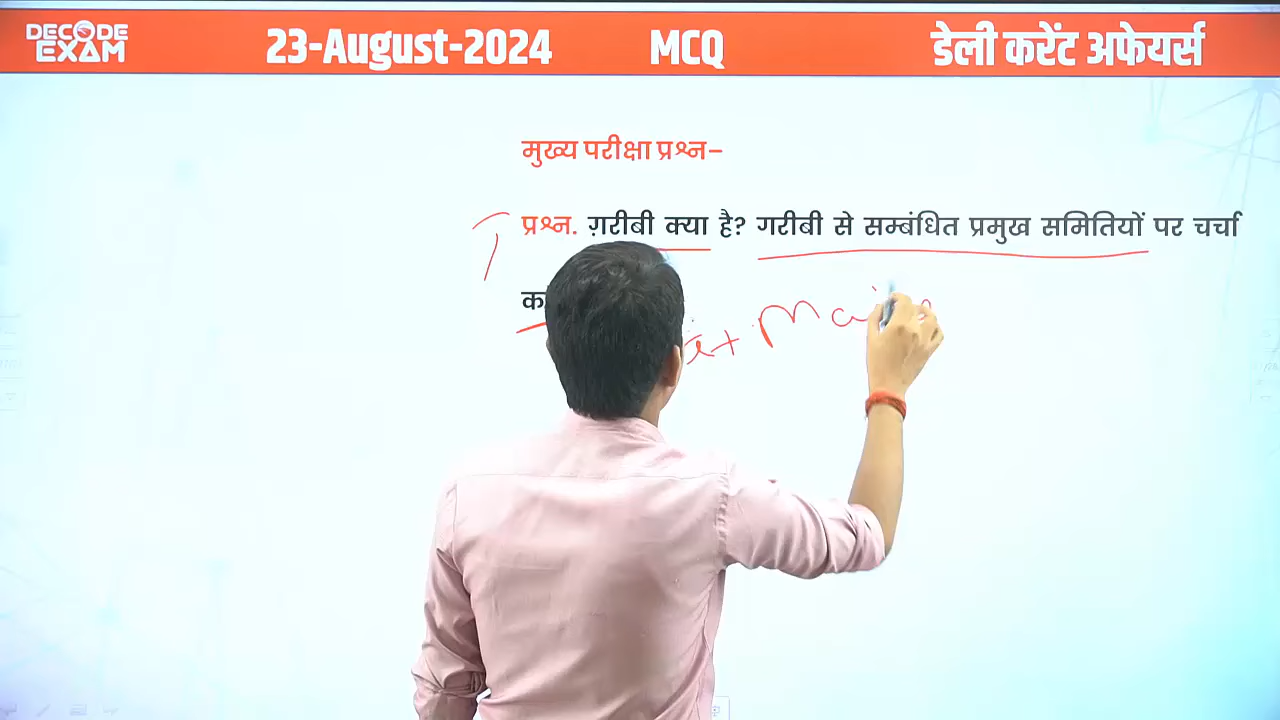 DECODE
EXAM
23-August-2024 MCQ डेली करेंट अफेयर्स
मुख्य परीक्षा प्रश्न–
प्रश्न. ग़रीबी क्या है? गरीबी से सम्बंधित प्रमुख समितियों पर चर्चा